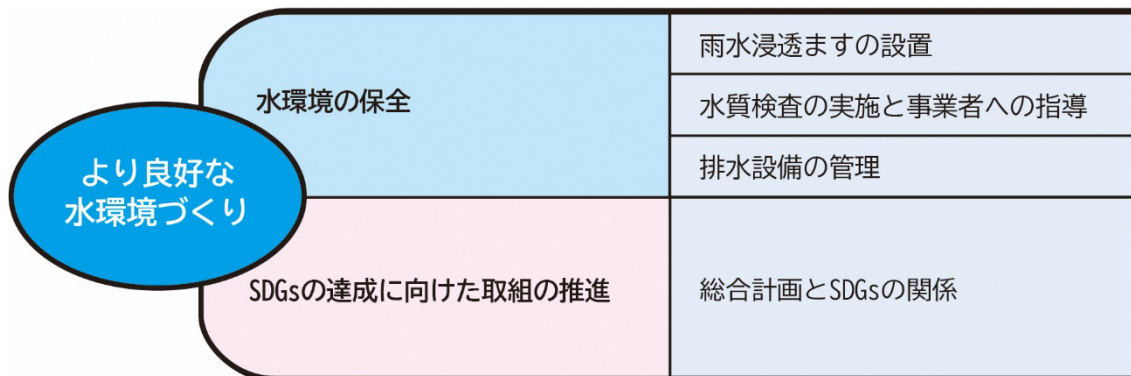 より良好な
水環境づくり
水環境の保全
雨水浸透ますの設置
水質検査の実施と事業者への指導
排水設備の管理
SDGsの達成に向けた取組の推進
総合計画とSDGsの関係